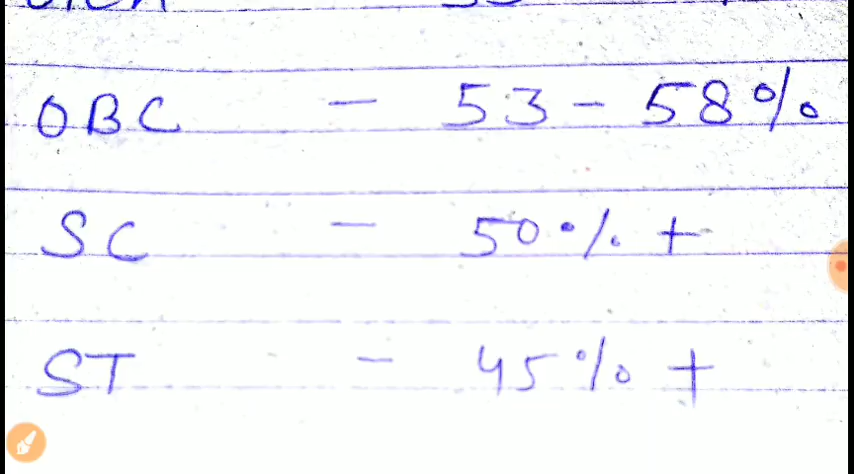 OBC - 53 - 58%
SC - 50% +
ST - 45% +